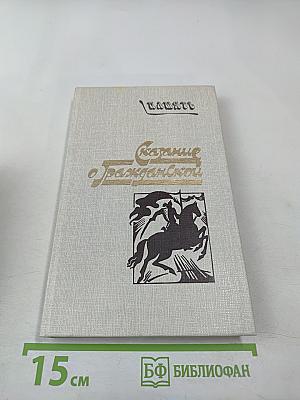 ПАМЯТЬ
Сказание
о Гражданской
15 см
БФ БИБЛИОФАН